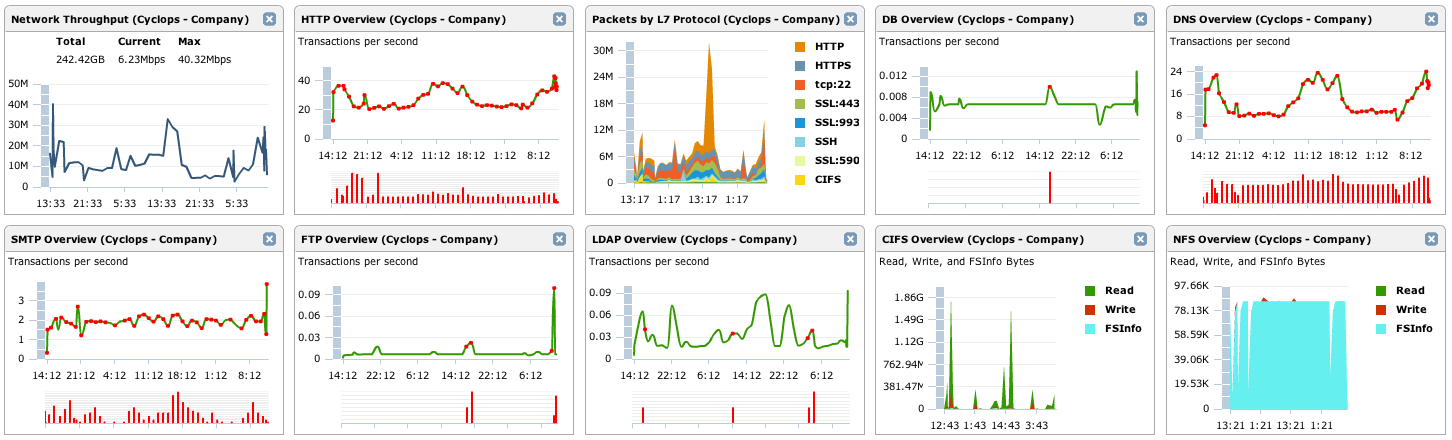 Network Throughput (Cyclops - Company)
Total Current Max
242.42GB 6.23Mbps 40.32Mbps
50M
40M
30M
20M
10M
0
13:33 21:33 5:33 13:33 21:33 5:33
HTTP Overview (Cyclops - Company)
Transactions per second
40
20
0
14:12 21:12 4:12 11:12 18:12 1:12 8:12
Packets by L7 Protocol (Cyclops - Company)
30M
24M
18M
12M
6M
0
13:17 1:17 13:17 1:17
HTTP
HTTPS
tcp:22
SSL:443
SSL:993
SSH
SSL:590
CIFS
DB Overview (Cyclops - Company)
Transactions per second
0.012
0.008
0.004
0
14:12 22:12 6:12 14:12 22:12 6:12
DNS Overview (Cyclops - Company)
Transactions per second
24
16
8
0
14:12 21:12 4:12 11:12 18:12 1:12 8:12
SMTP Overview (Cyclops - Company)
Transactions per second
3
2
1
0
14:12 21:12 4:12 11:12 18:12 1:12 8:12
FTP Overview (Cyclops - Company)
Transactions per second
0.09
0.06
0.03
0
14:12 22:12 6:12 14:12 22:12 6:12
LDAP Overview (Cyclops - Company)
Transactions per second
0.09
0.06
0.03
0
14:12 22:12 6:12 14:12 22:12 6:12
CIFS Overview (Cyclops - Company)
Read, Write, and FSInfo Bytes
1.86G
1.49G
1.12G
762.94M
381.47M
0
12:43 1:43 14:43 3:43
Read
Write
FSInfo
NFS Overview (Cyclops - Company)
Read, Write, and FSInfo Bytes
97.66K
78.13K
58.59K
39.06K
19.53K
0
13:21 1:21 13:21 1:21
Read
Write
FSInfo